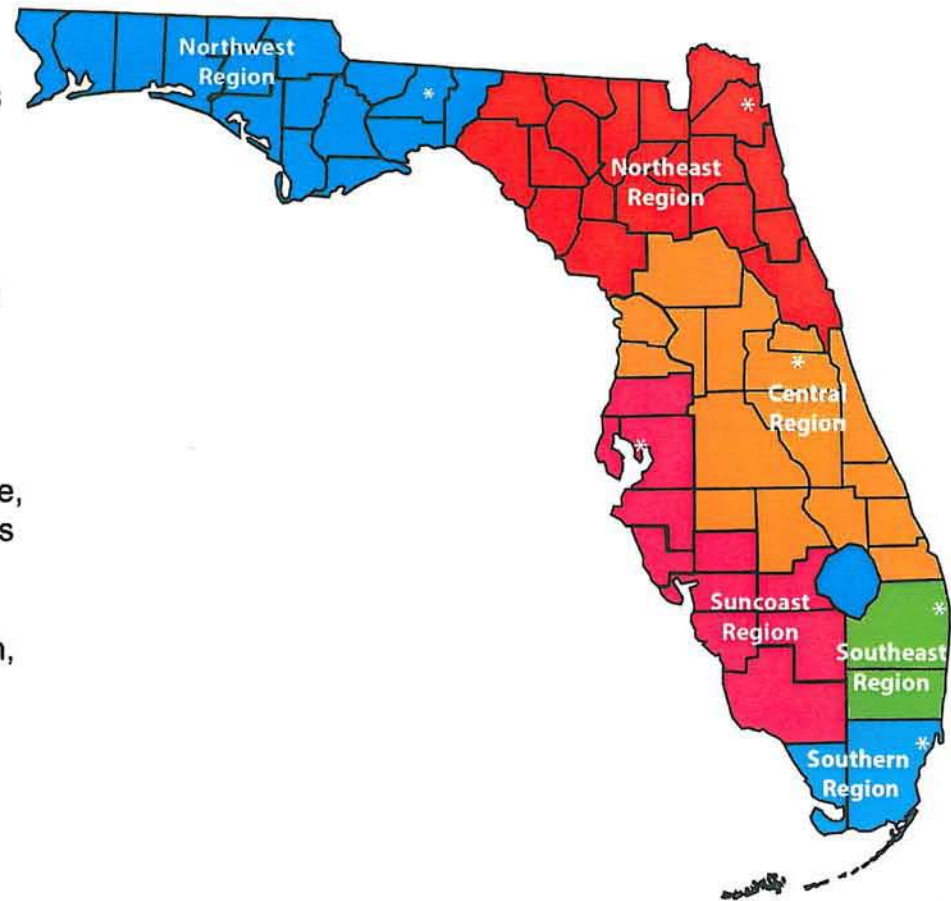 Northwest
Region
s
*
*
Northeast
Region
*
Central
Region
*
e,
s
Suncoast
Region
*
n,
Southeast
Region
*
Southern
Region